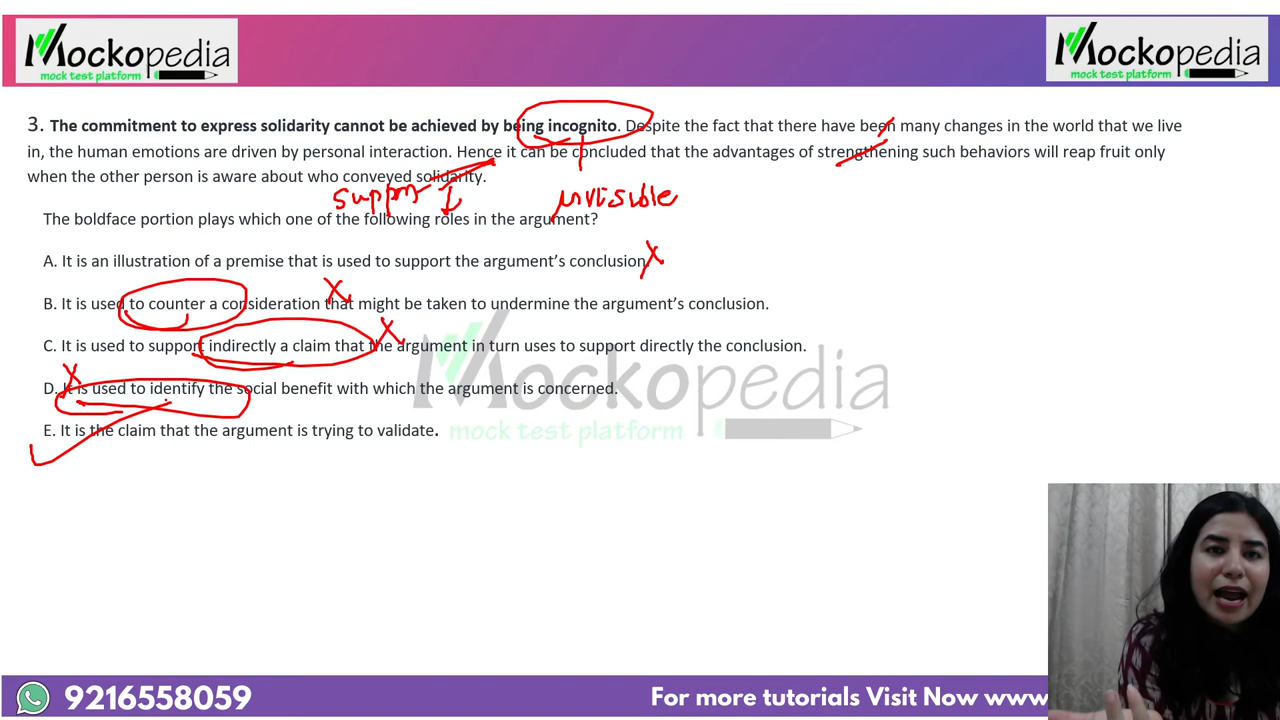 Mockopedia
mock test platform
Mockopedia
mock test platform
3. The commitment to express solidarity cannot be achieved by being incognito. Despite the fact that there have been many changes in the world that we live
in, the human emotions are driven by personal interaction. Hence it can be concluded that the advantages of strengthening such behaviors will reap fruit only
when the other person is aware about who conveyed solidarity.
invisible
The boldface portion plays which one of the following roles in the argument?
A. It is an illustration of a premise that is used to support the argument's conclusion
B. It is used to counter a consideration that might be taken to undermine the argument's conclusion.
C. It is used to support indirectly a claim that the argument in turn uses to support directly the conclusion.
D. It is used to identify the social benefit with which the argument is concerned.
E. It is the claim that the argument is trying to validate.
Mockopedia
mock test platform
9216558059
For more tutorials Visit Now www